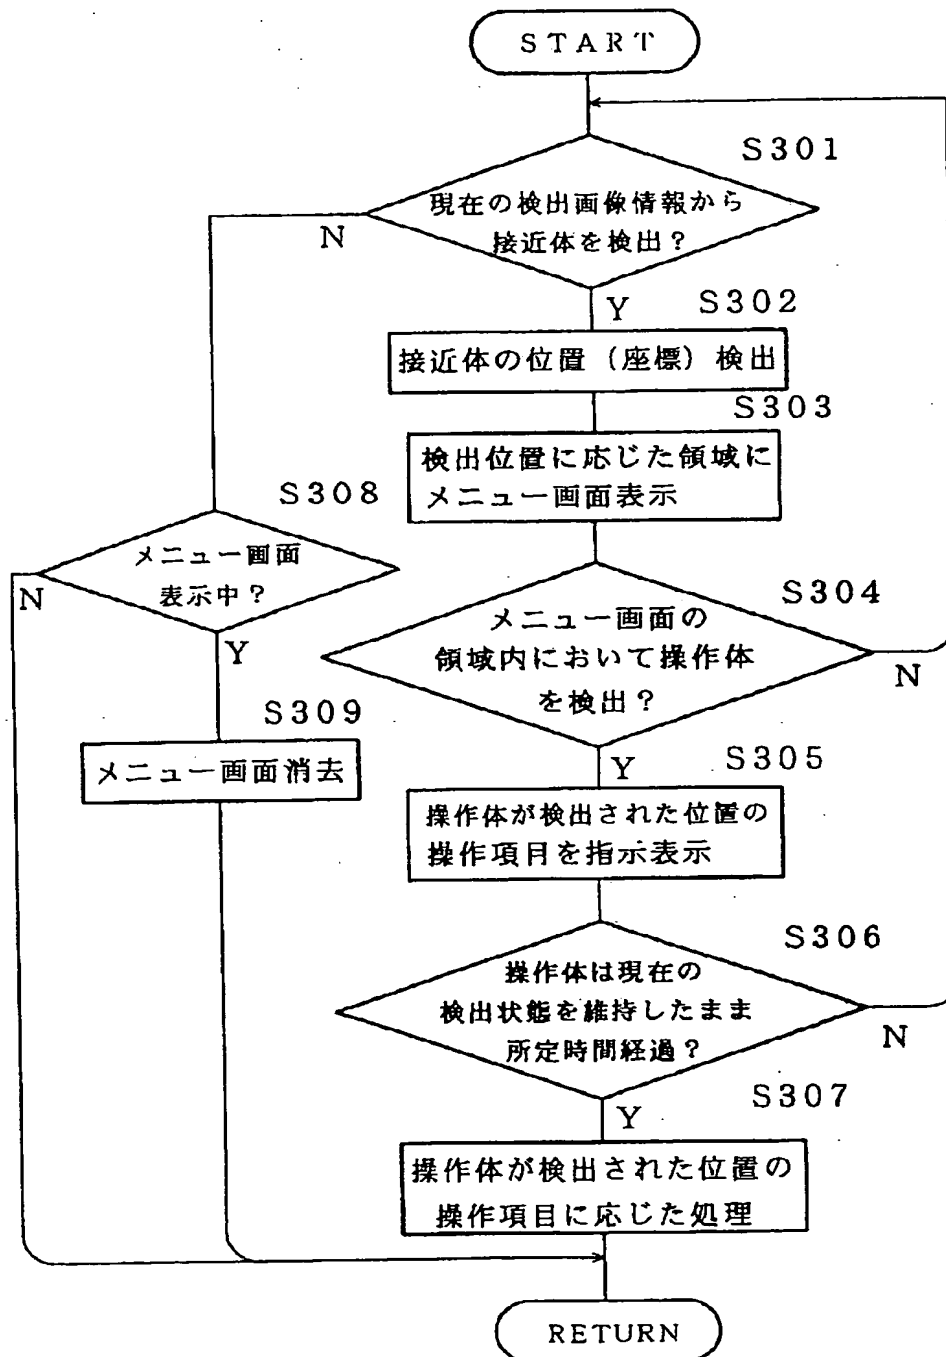 START
S301
現在の検出画像情報から
接近体を検出？
N
Y
S302
接近体の位置（座標）検出
S303
検出位置に応じた領域に
メニュー画面表示
S308
メニュー画面
表示中？
N
Y
S304
メニュー画面の
領域内において操作体
を検出？
N
Y
S309
メニュー画面消去
S305
操作体が検出された位置の
操作項目を指示表示
S306
操作体は現在の
検出状態を維持したまま
所定時間経過？
N
Y
S307
操作体が検出された位置の
操作項目に応じた処理
RETURN